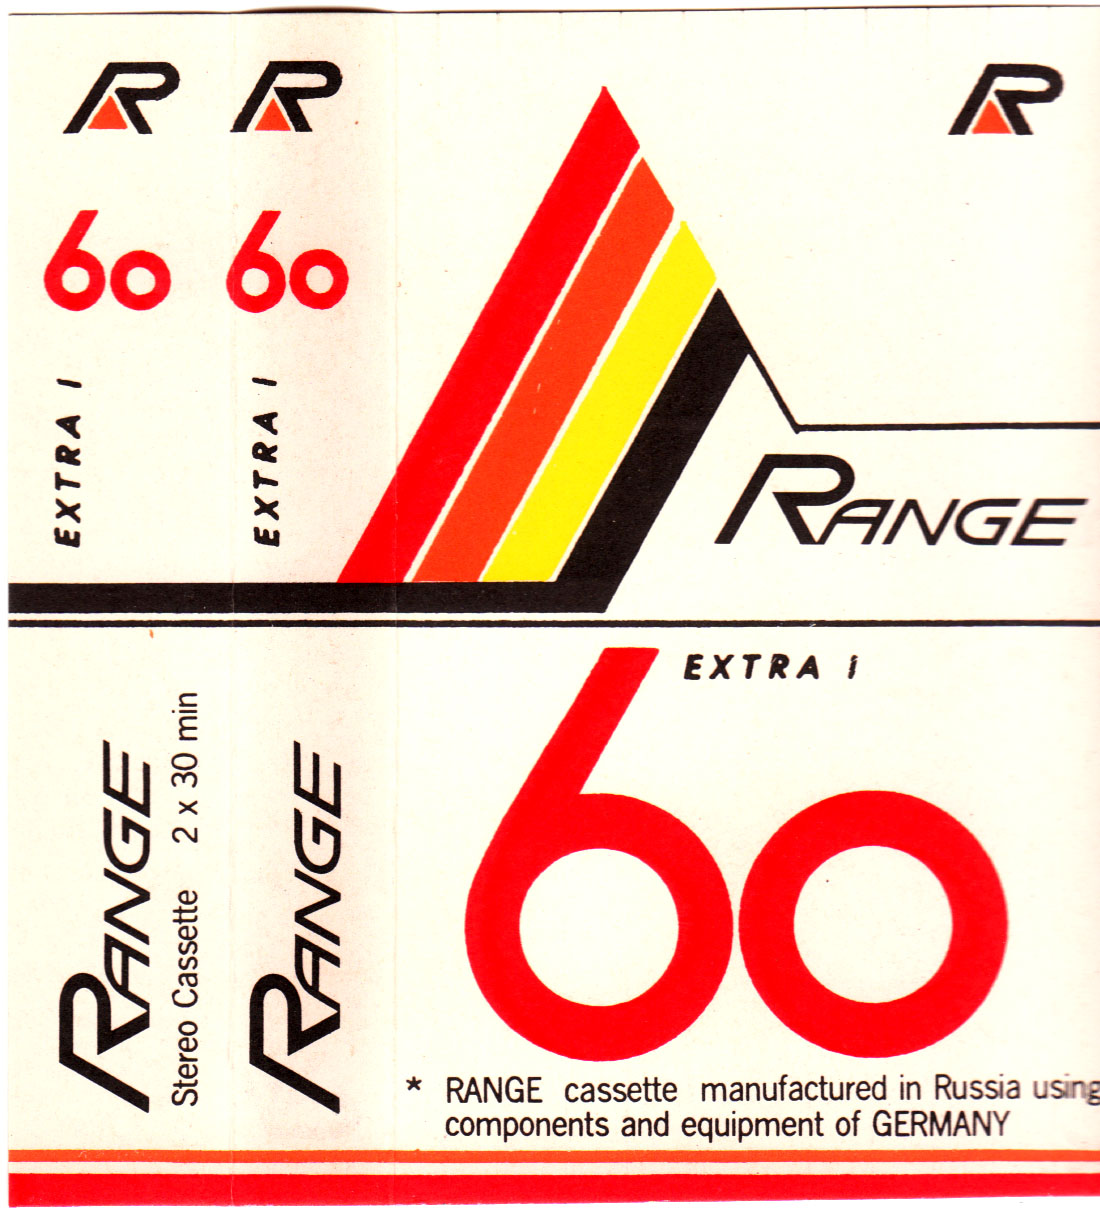 R
60
EXTRA I
RANGE
Stereo Cassette 2 x 30 min
R
60
EXTRA I
RANGE
R
RANGE
EXTRA i
60
* RANGE cassette manufactured in Russia using
components and equipment of GERMANY